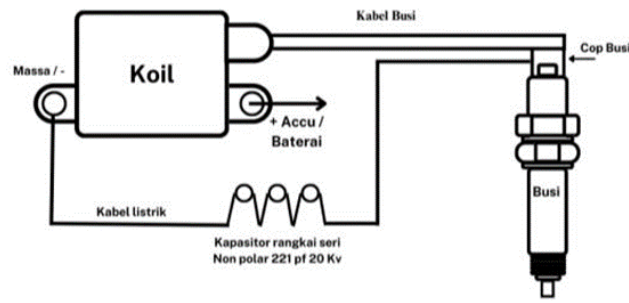 Kabel Busi
Cop Busi
Massa / -
Koil
+ Accu /
Baterai
Kabel listrik
Busi
Kapasitor rangkai seri
Non polar 221 pf 20 Kv